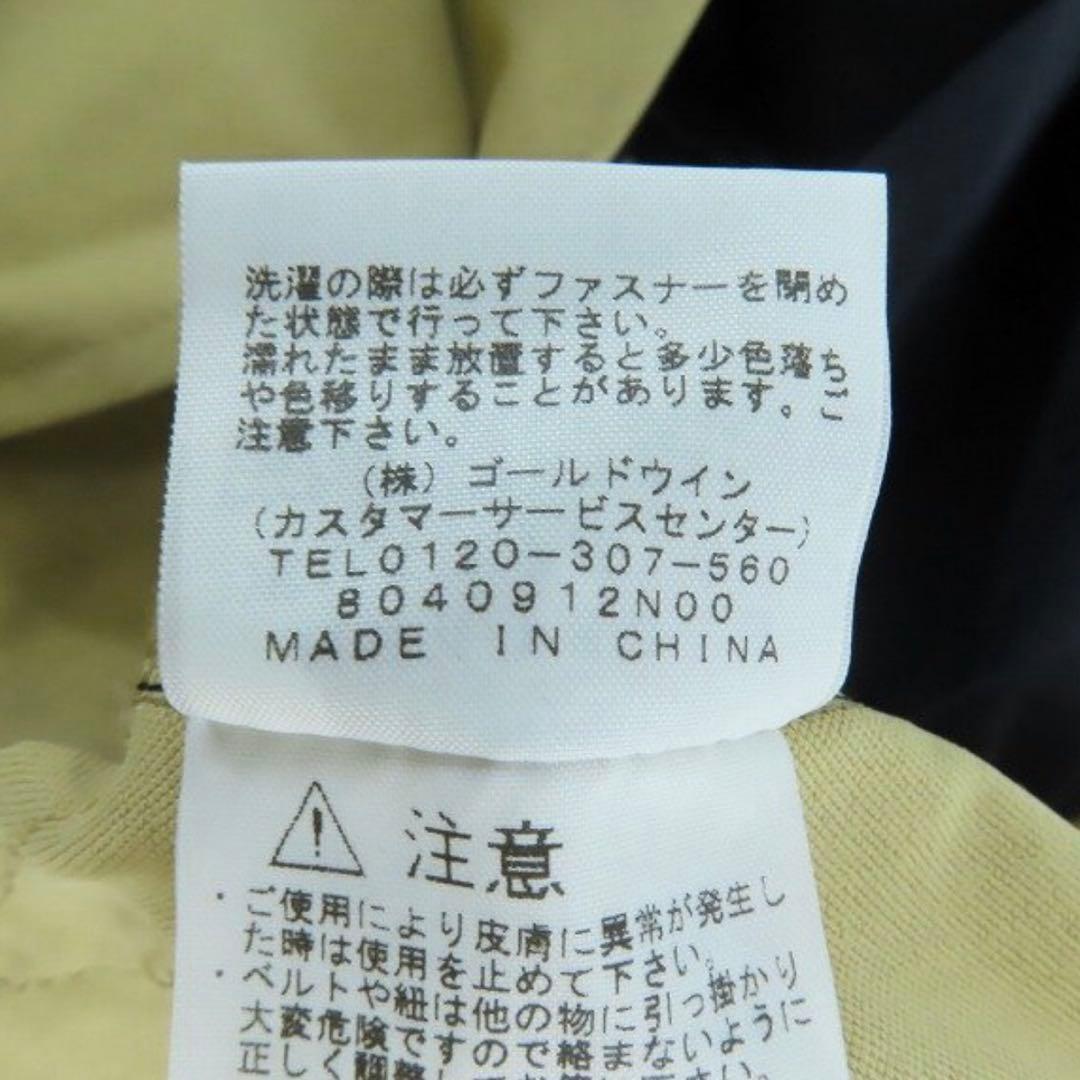 洗濯の際は必ずファスナーを閉め
た状態で行って下さい。
濡れたまま放置すると多少色落ち
や色移りすることがあります。ご
注意下さい。
(株) ゴールドウイン
(カスタマーサービスセンター)
TEL0120-307-560
8040912N00
MADE IN CHINA
注意
・ご使用により皮膚に異常が発生し
た時は使用を止めて下さい。
・ベルトや紐は他の物に引っ掛かり
大変危険ですので絡まないように
正しく調整して